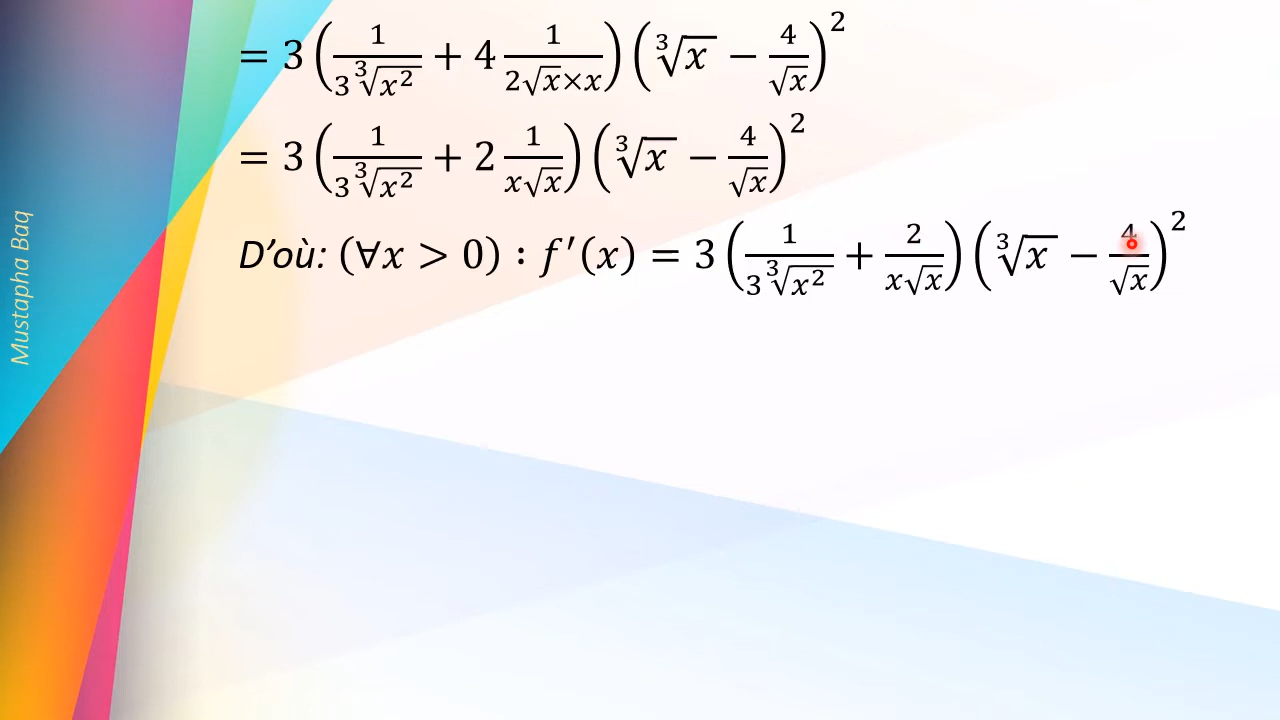 = 3 (1/(3∛(x²)) + 4 1/(2√x×x)) (∛x − 4/√x)²
= 3 (1/(3∛(x²)) + 2 1/(x√x)) (∛x − 4/√x)²
D’où: (∀x > 0) : f′(x) = 3 (1/(3∛(x²)) + 2/(x√x)) (∛x − 4/√x)²
Mustapha Baq